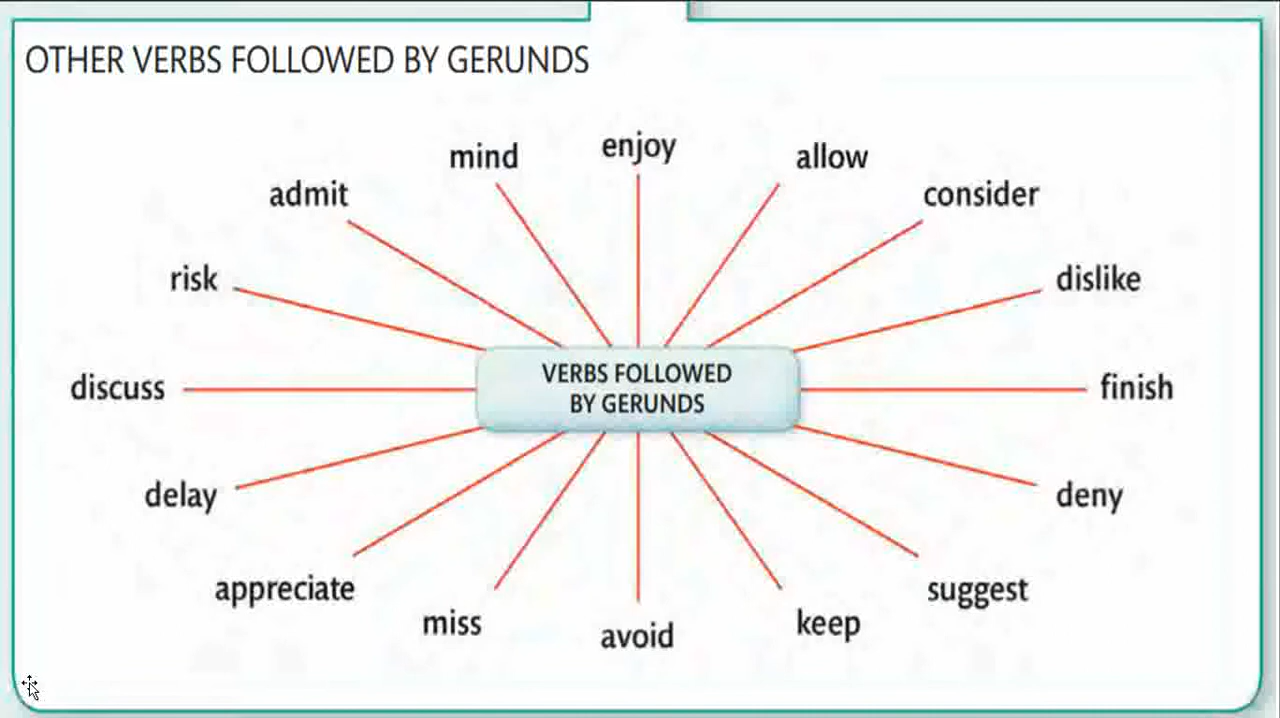 OTHER VERBS FOLLOWED BY GERUNDS
enjoy
mind
allow
admit
consider
risk
dislike
VERBS FOLLOWED
BY GERUNDS
discuss
finish
delay
deny
appreciate
suggest
miss
keep
avoid